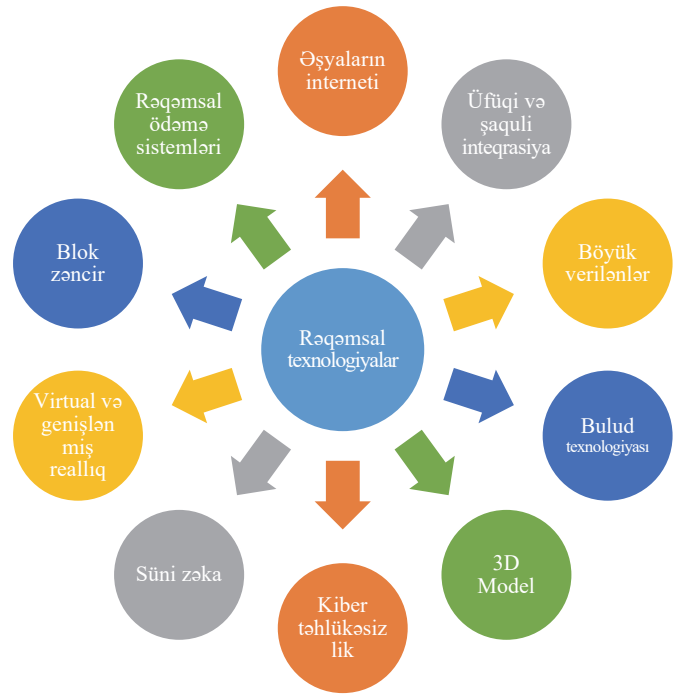 Əşyaların
interneti
Üfüqi və
şaquli
inteqrasiya
Böyük
verilənlər
Bulud
texnologiyası
3D
Model
Kiber
təhlükəsiz
lik
Süni zəka
Virtual və
genişlən
miş
reallıq
Blok
zəncir
Rəqəmsal
ödəmə
sistemləri
Rəqəmsal
texnologiyalar